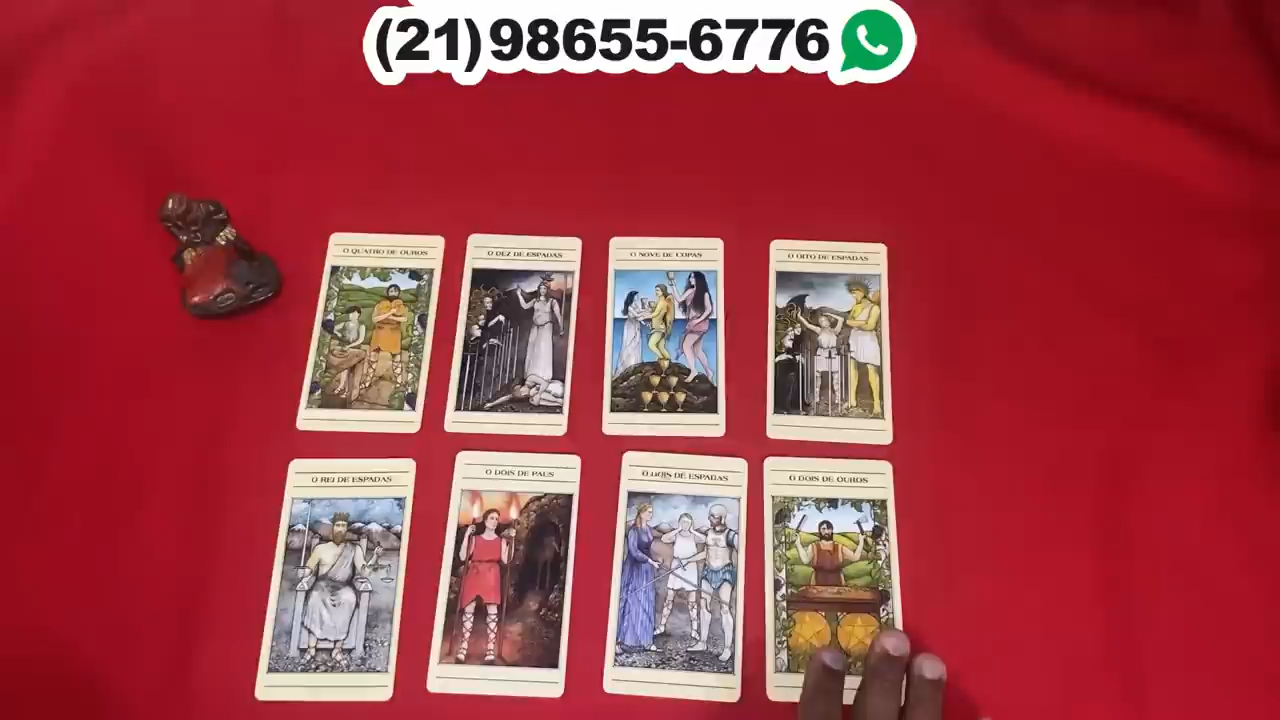 (21)98655-6776
O QUATRO DE OUROS
O DEZ DE ESPADAS
O NOVE DE COPAS
O OITO DE ESPADAS
O REI DE ESPADAS
O DOIS DE PAUS
O DOIS DE ESPADAS
O DOIS DE OUROS